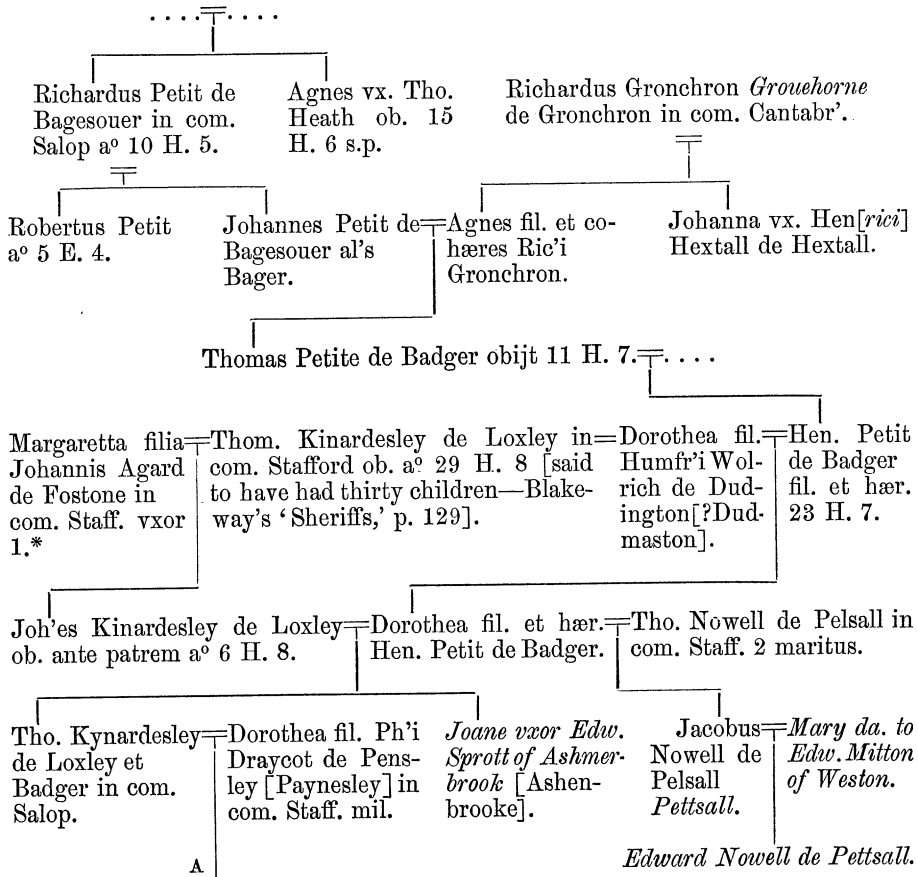 Richardus Petit de
Bagesouer in com.
Salop aº 10 H. 5.
Agnes vx. Tho.
Heath ob. 15
H. 6 s.p.
Richardus Gronchron Grouehorne
de Gronchron in com. Cantabr'.
Robertus Petit
aº 5 E. 4.
Johannes Petit de
Bagesouer al's
Bager.
Agnes fil. et co-
hæres Ric'i
Gronchron.
Johanna vx. Hen[rici]
Hextall de Hextall.
Thomas Petite de Badger obijt 11 H. 7. . . . .
Margaretta filia
Johannis Agard
de Fostone in
com. Staff. vxor
1.*
Thom. Kinardesley de Loxley in
com. Stafford ob. aº 29 H. 8 [said
to have had thirty children—Blake-
way's 'Sheriffs,' p. 129].
Dorothea fil.
Humfr'i Wol-
rich de Dud-
ington[?Dud-
maston].
Hen. Petit
de Badger
fil. et hær.
23 H. 7.
Joh'es Kinardesley de Loxley
ob. ante patrem aº 6 H. 8.
Dorothea fil. et hær.
Hen. Petit de Badger.
Tho. Nowell de Pelsall in
com. Staff. 2 maritus.
Tho. Kynardesley
de Loxley et
Badger in com.
Salop.
Dorothea fil. Ph'i
Draycot de Pens-
ley [Paynesley] in
com. Staff. mil.
Joane vxor Edw.
Sprott of Ashmer-
brook [Ashen-
brooke].
Jacobus
Nowell de
Pelsall
Pettsall.
Mary da. to
Edw. Mitton
of Weston.
A
Edward Nowell de Pettsall.